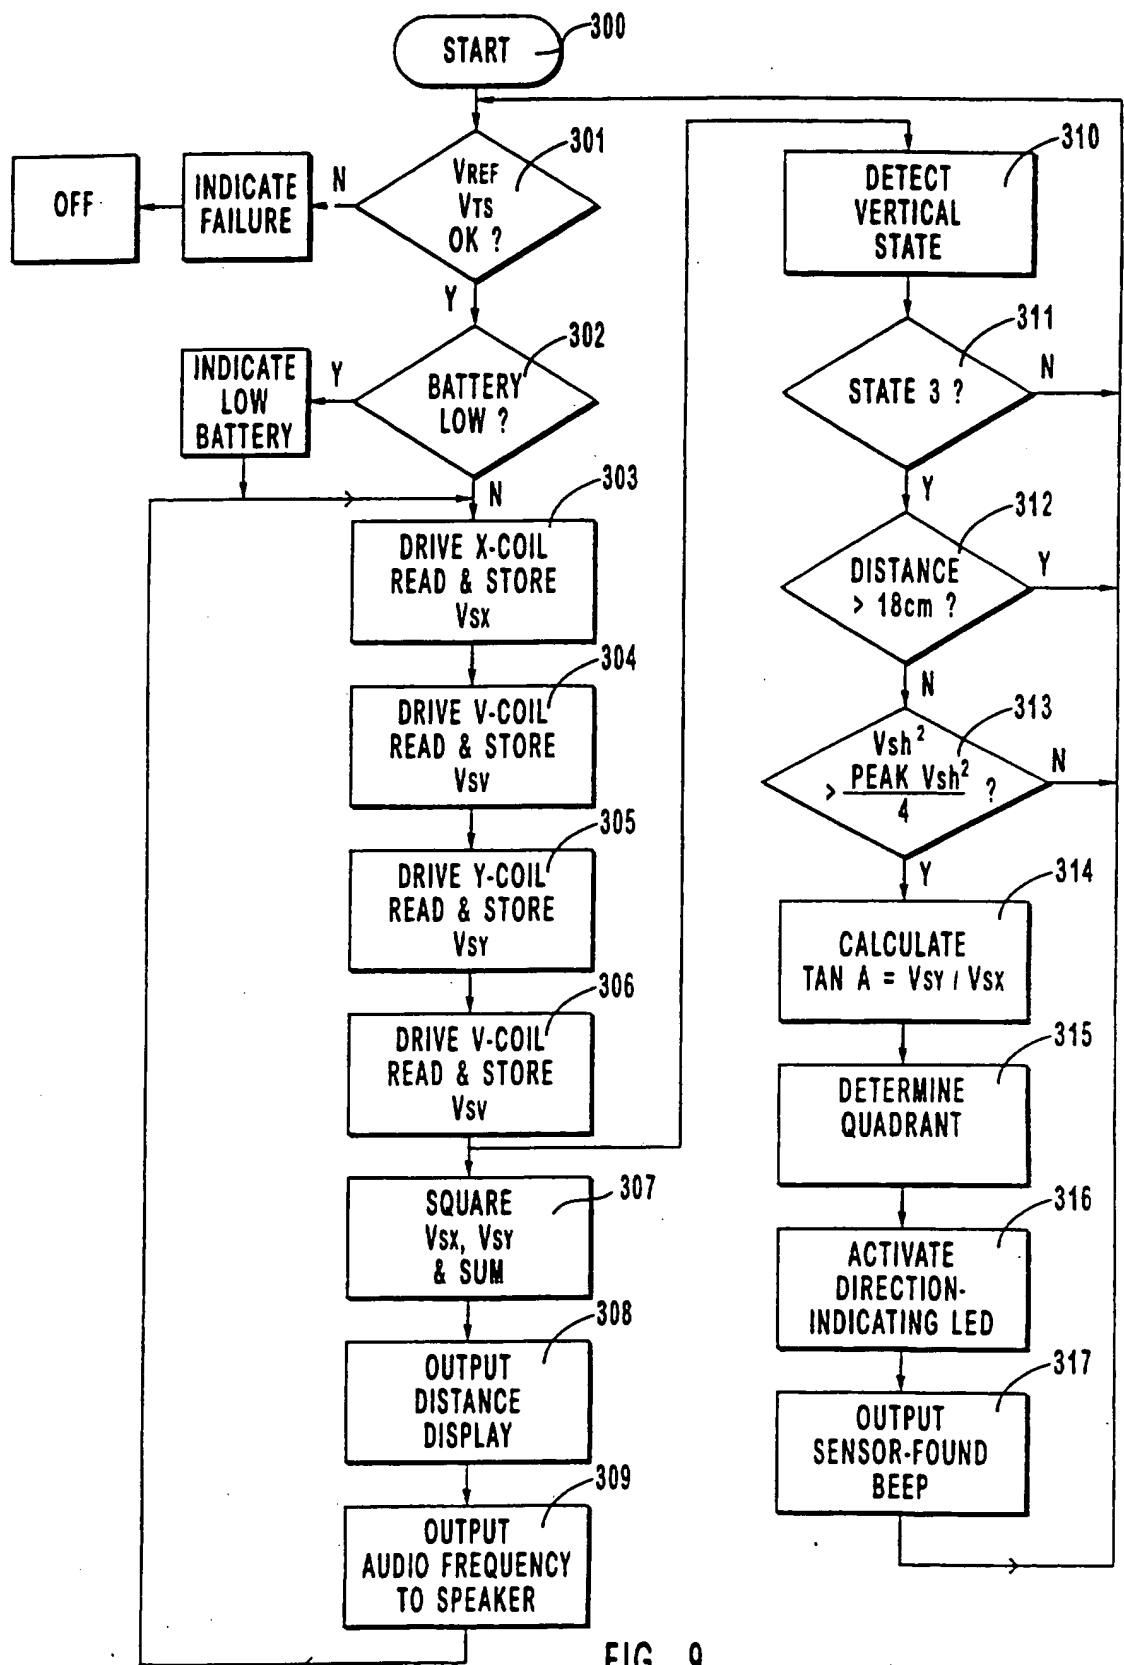 START
300
301
VREF
VTS
OK ?
N
INDICATE
FAILURE
OFF
Y
302
BATTERY
LOW ?
Y
INDICATE
LOW
BATTERY
N
303
DRIVE X-COIL
READ & STORE
VSX
304
DRIVE V-COIL
READ & STORE
VSV
305
DRIVE Y-COIL
READ & STORE
VSY
306
DRIVE V-COIL
READ & STORE
VSV
307
SQUARE
VSX, VSY
& SUM
308
OUTPUT
DISTANCE
DISPLAY
309
OUTPUT
AUDIO FREQUENCY
TO SPEAKER
310
DETECT
VERTICAL
STATE
311
STATE 3 ?
N
Y
312
DISTANCE
> 18cm ?
Y
N
313
Vsh²
> PEAK Vsh² ?
4
N
Y
314
CALCULATE
TAN A = VSY / VSX
315
DETERMINE
QUADRANT
316
ACTIVATE
DIRECTION-
INDICATING LED
317
OUTPUT
SENSOR-FOUND
BEEP
FIG. 9